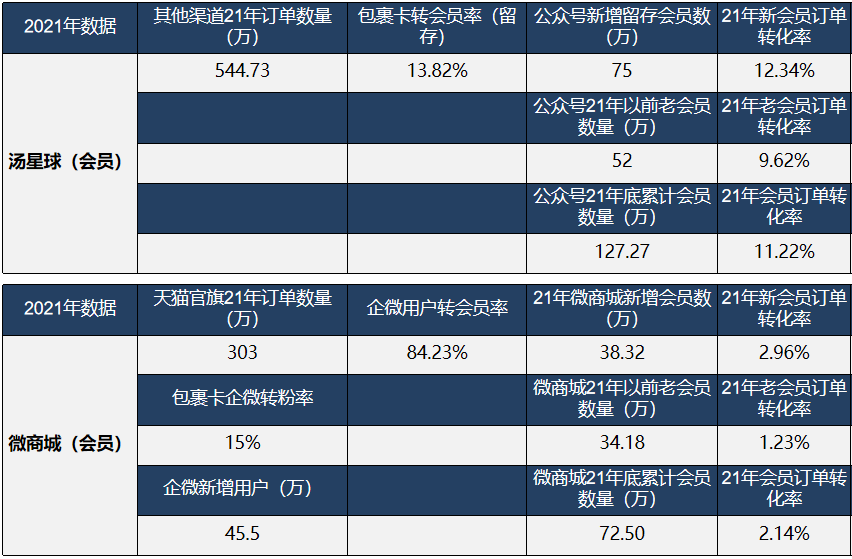 2021年数据
其他渠道21年订单数量
(万)
包裹卡转会员率（留
存）
公众号新增留存会员数
(万)
21年新会员订单
转化率
汤星球（会员）
544.73
13.82%
75
12.34%
公众号21年以前老会员
数量（万）
21年老会员订单
转化率
52
9.62%
公众号21年底累计会员
数量（万）
21年会员订单转
化率
127.27
11.22%
2021年数据
天猫官旗21年订单数量
（万）
企微用户转会员率
21年微商城新增会员数
（万）
21年新会员订单
转化率
微商城（会员）
303
84.23%
38.32
2.96%
包裹卡企微转粉率
微商城21年以前老会员
数量（万）
21年老会员订单
转化率
15%
34.18
1.23%
企微新增用户（万）
微商城21年底累计会员
数量（万）
21年会员订单转
化率
45.5
72.50
2.14%